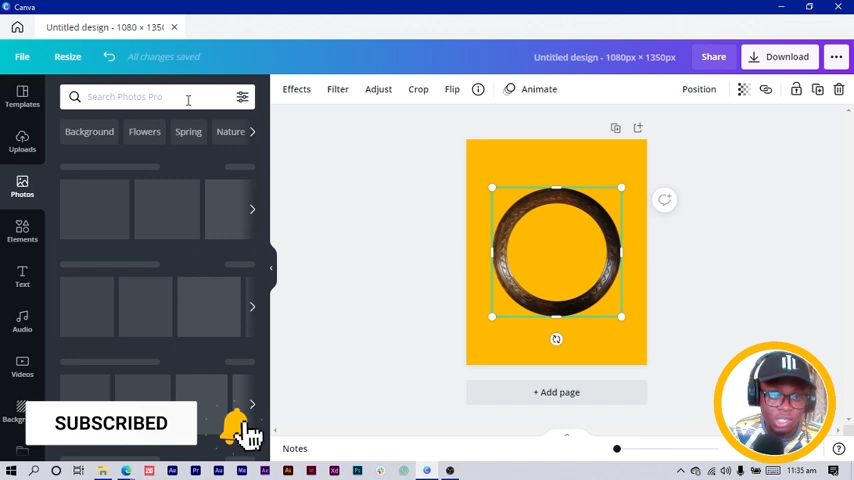 Canva
Untitled design - 1080 × 1350
File
Resize
All changes saved
Untitled design - 1080px × 1350px
Share
Download
Templates
Uploads
Photos
Elements
Text
Audio
Videos
Search Photos Pro
Background
Flowers
Spring
Nature
Effects
Filter
Adjust
Crop
Flip
Animate
Position
+ Add page
SUBSCRIBED
Notes
11:35 am